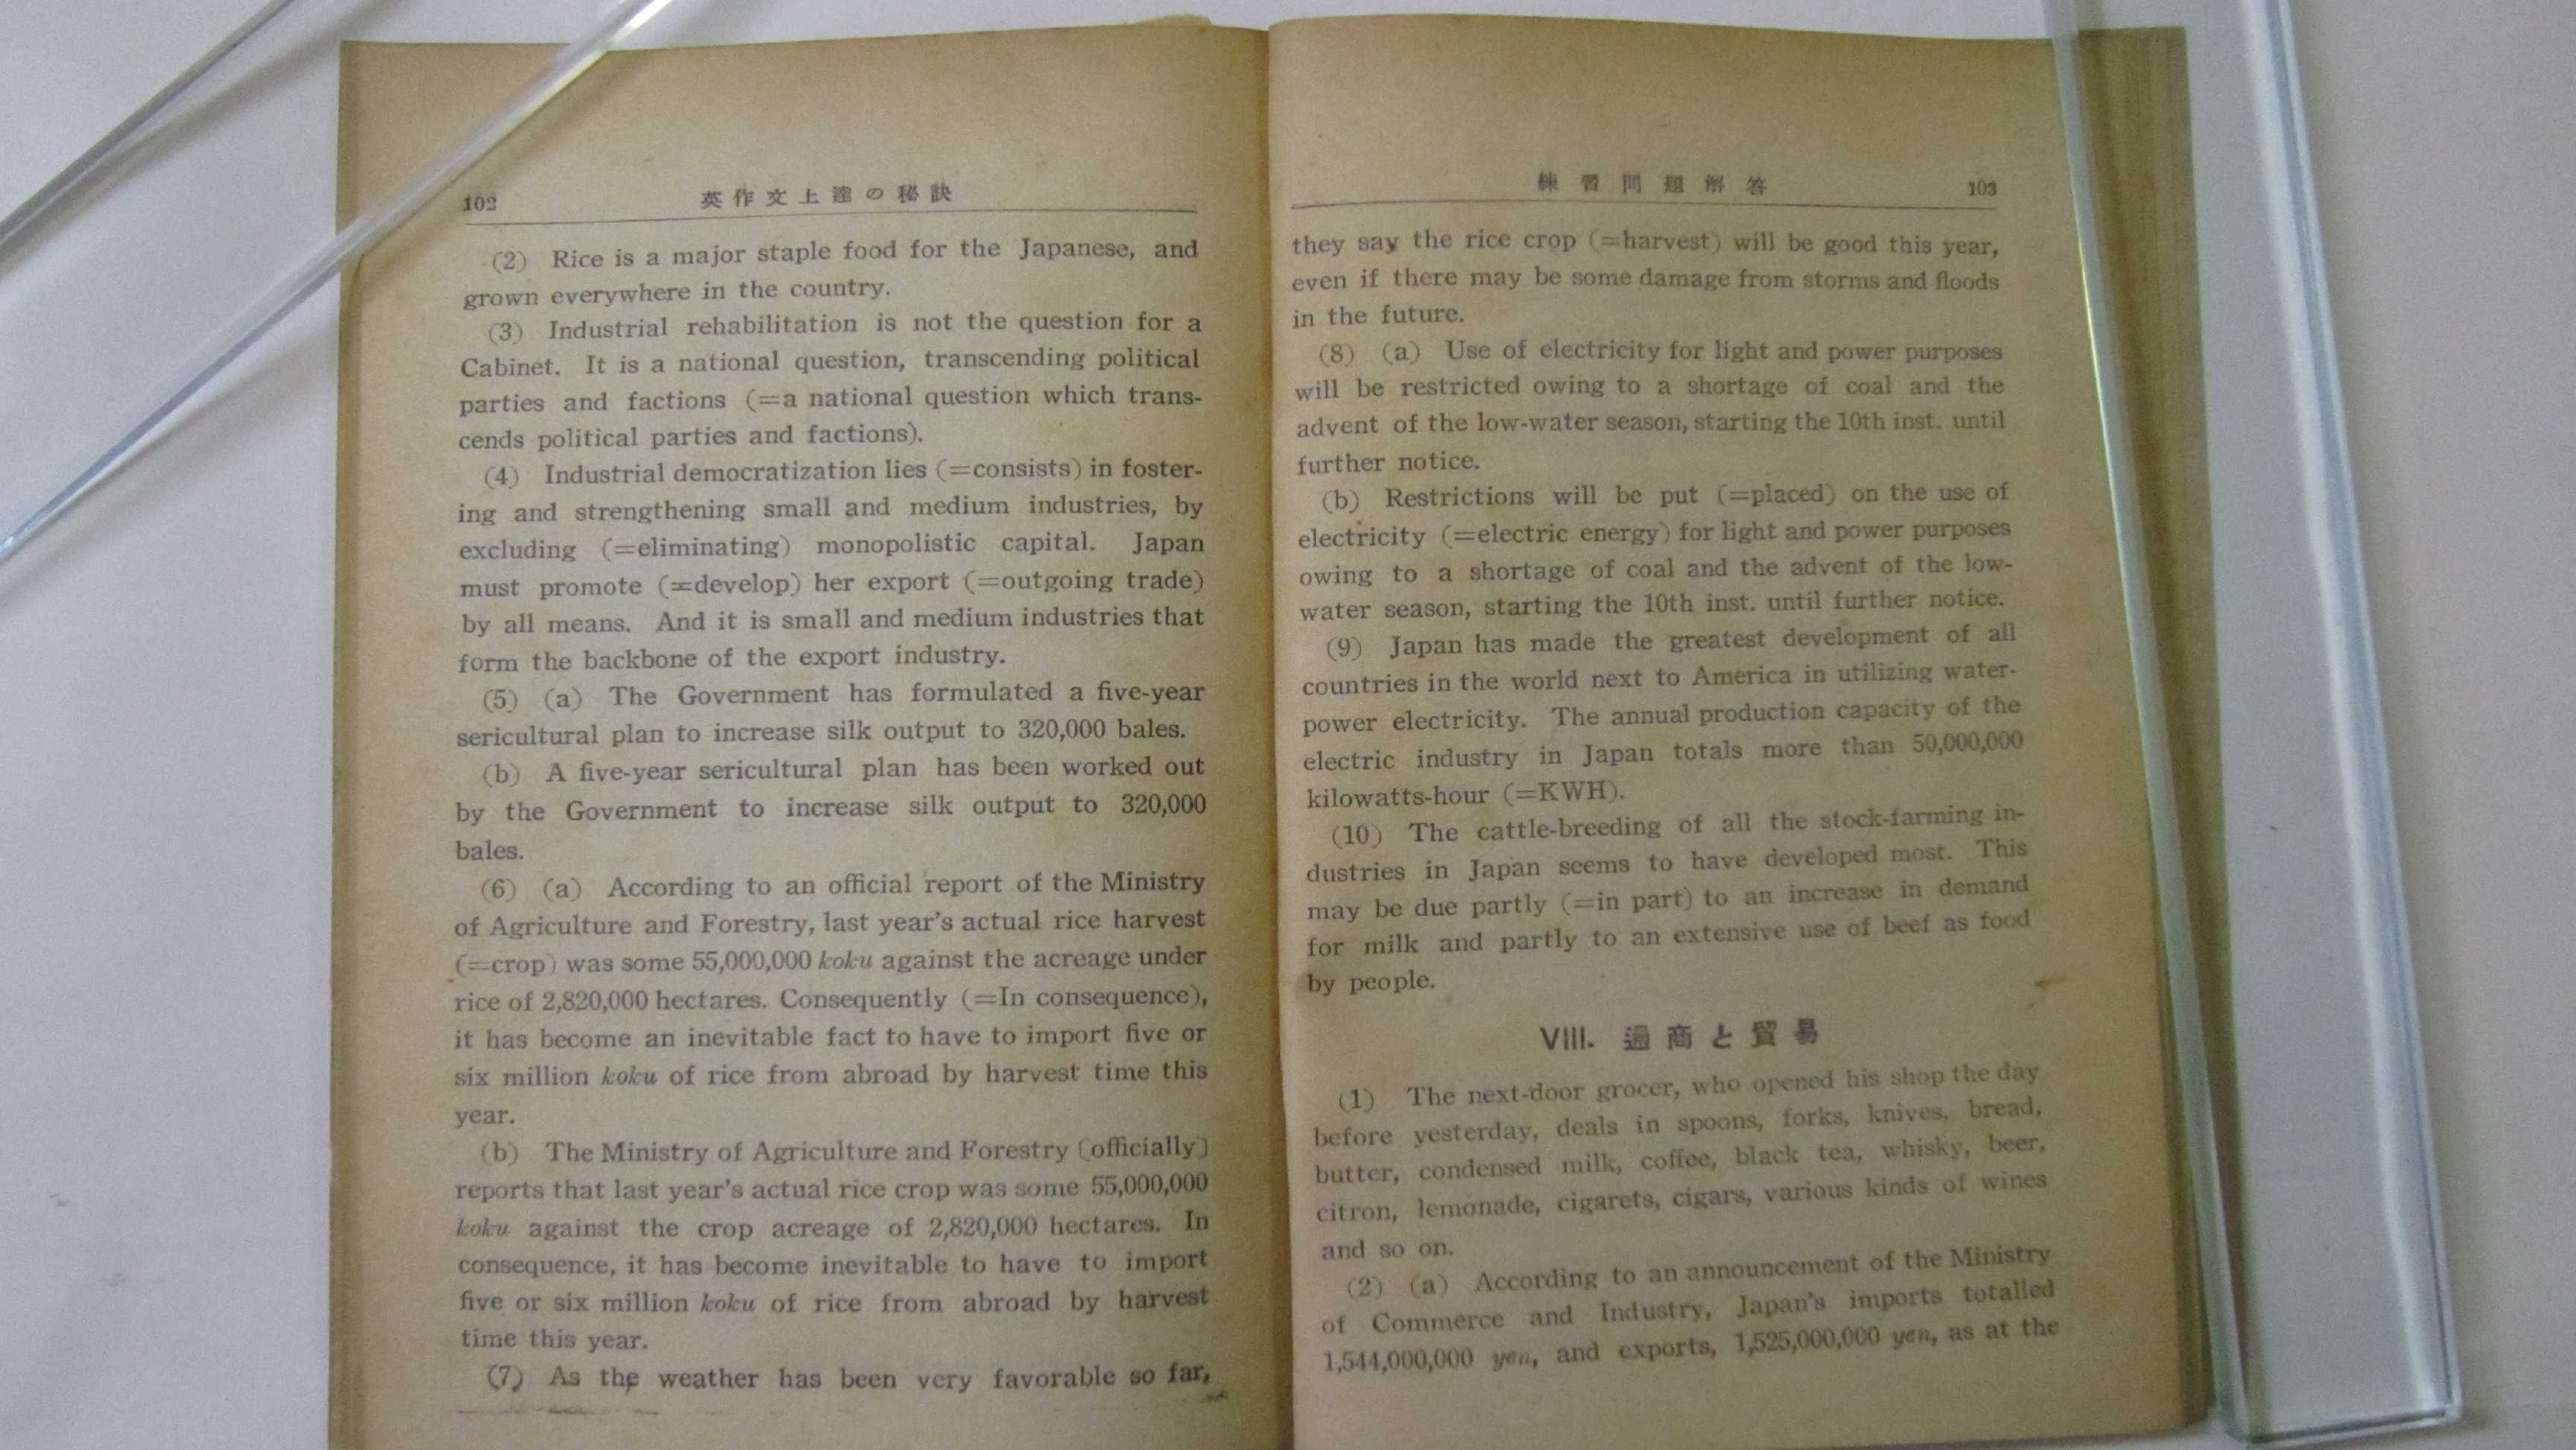 102
英作文上達の秘訣
(2) Rice is a major staple food for the Japanese, and
grown everywhere in the country.
(3) Industrial rehabilitation is not the question for a
Cabinet. It is a national question, transcending political
parties and factions (=a national question which trans-
cends political parties and factions).
(4) Industrial democratization lies (=consists) in foster-
ing and strengthening small and medium industries, by
excluding (=eliminating) monopolistic capital. Japan
must promote (=develop) her export (=outgoing trade)
by all means. And it is small and medium industries that
form the backbone of the export industry.
(5) (a) The Government has formulated a five-year
sericultural plan to increase silk output to 320,000 bales.
(b) A five-year sericultural plan has been worked out
by the Government to increase silk output to 320,000
bales.
(6) (a) According to an official report of the Ministry
of Agriculture and Forestry, last year's actual rice harvest
(=crop) was some 55,000,000 koku against the acreage under
rice of 2,820,000 hectares. Consequently (=In consequence),
it has become an inevitable fact to have to import five or
six million koku of rice from abroad by harvest time this
year.
(b) The Ministry of Agriculture and Forestry [officially]
reports that last year's actual rice crop was some 55,000,000
koku against the crop acreage of 2,820,000 hectares. In
consequence, it has become inevitable to have to import
five or six million koku of rice from abroad by harvest
time this year.
(7) As the weather has been very favorable so far,
練習問題解答
103
they say the rice crop (=harvest) will be good this year,
even if there may be some damage from storms and floods
in the future.
(8) (a) Use of electricity for light and power purposes
will be restricted owing to a shortage of coal and the
advent of the low-water season, starting the 10th inst. until
further notice.
(b) Restrictions will be put (=placed) on the use of
electricity (=electric energy) for light and power purposes
owing to a shortage of coal and the advent of the low-
water season, starting the 10th inst. until further notice.
(9) Japan has made the greatest development of all
countries in the world next to America in utilizing water-
power electricity. The annual production capacity of the
electric industry in Japan totals more than 50,000,000
kilowatts-hour (=KWH).
(10) The cattle-breeding of all the stock-farming in-
dustries in Japan seems to have developed most. This
may be due partly (=in part) to an increase in demand
for milk and partly to an extensive use of beef as food
by people.
VIII. 通商と貿易
(1) The next-door grocer, who opened his shop the day
before yesterday, deals in spoons, forks, knives, bread,
butter, condensed milk, coffee, black tea, whisky, beer,
citron, lemonade, cigarets, cigars, various kinds of wines
and so on.
(2) (a) According to an announcement of the Ministry
of Commerce and Industry, Japan's imports totalled
1,544,000,000 yen, and exports, 1,525,000,000 yen, as at the